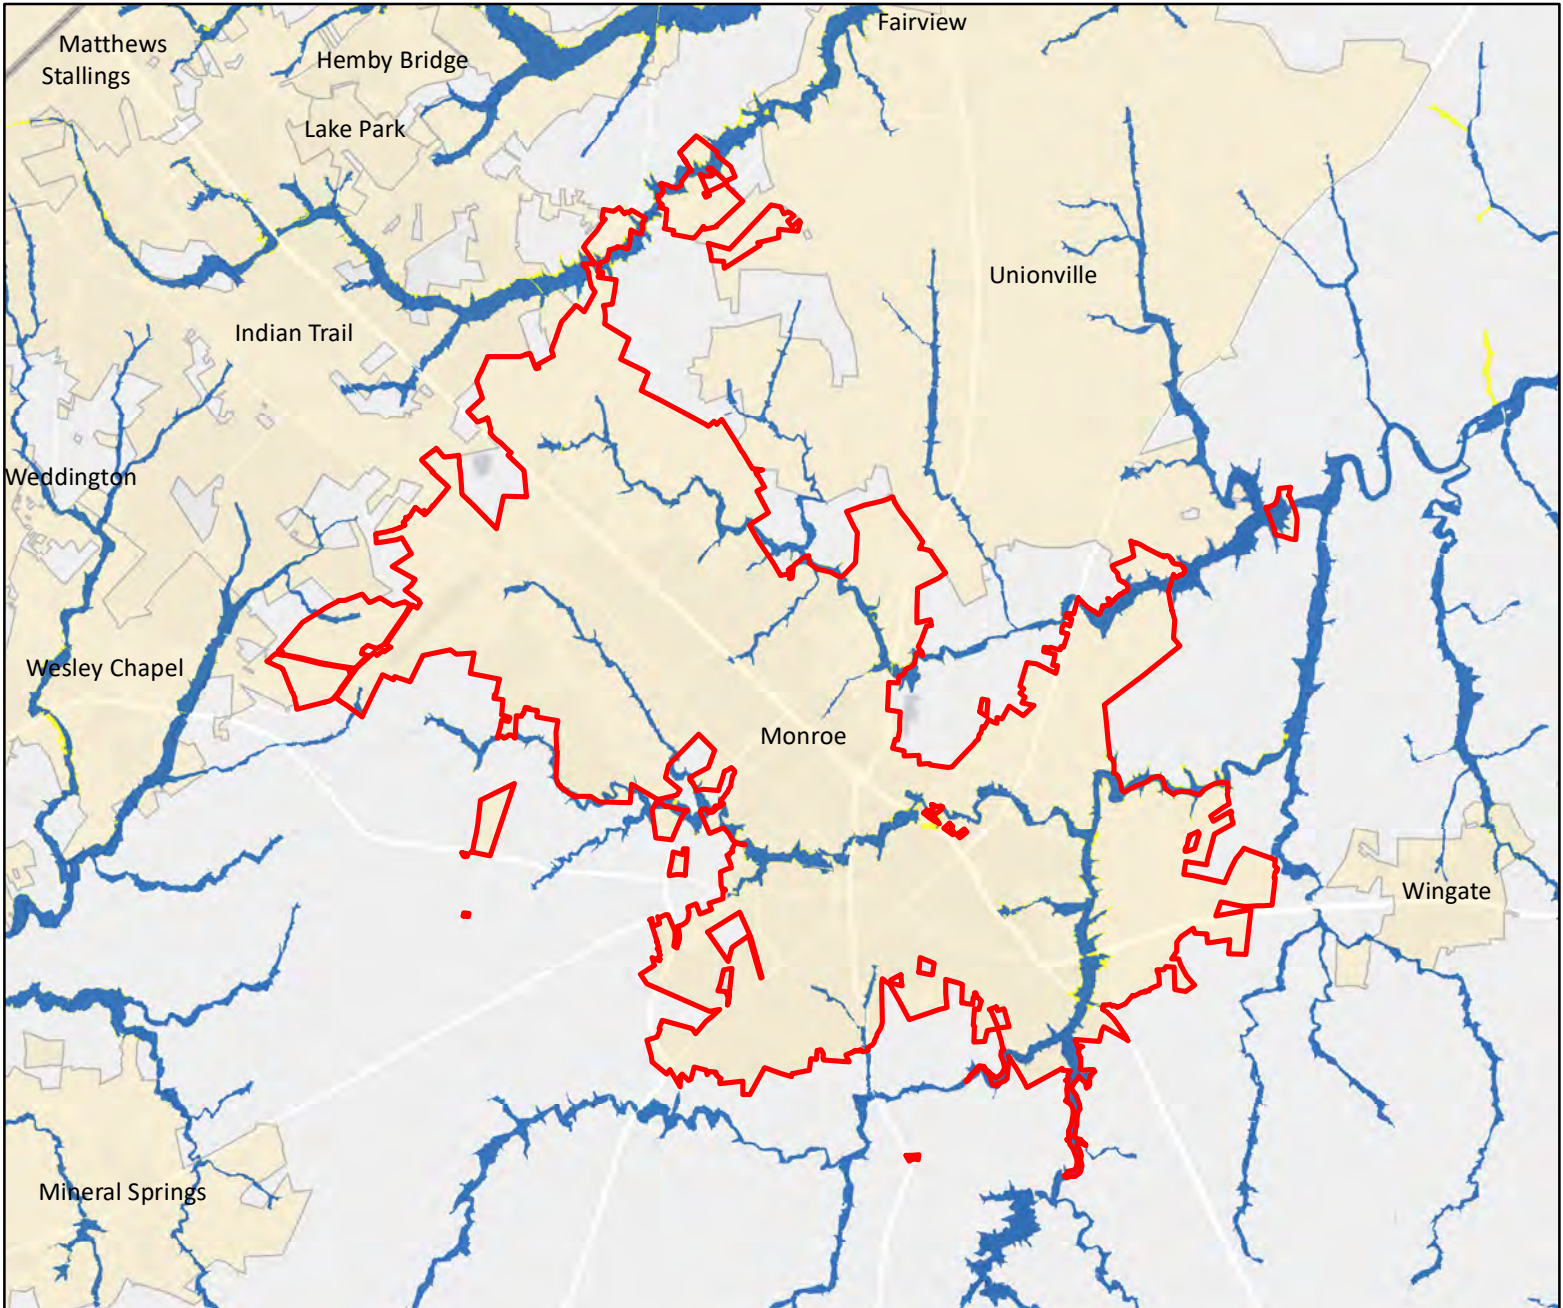 Fairview
Matthews
Stallings
Hemby Bridge
Lake Park
Unionville
Indian Trail
Weddington
Wesley Chapel
Monroe
Wingate
Mineral Springs